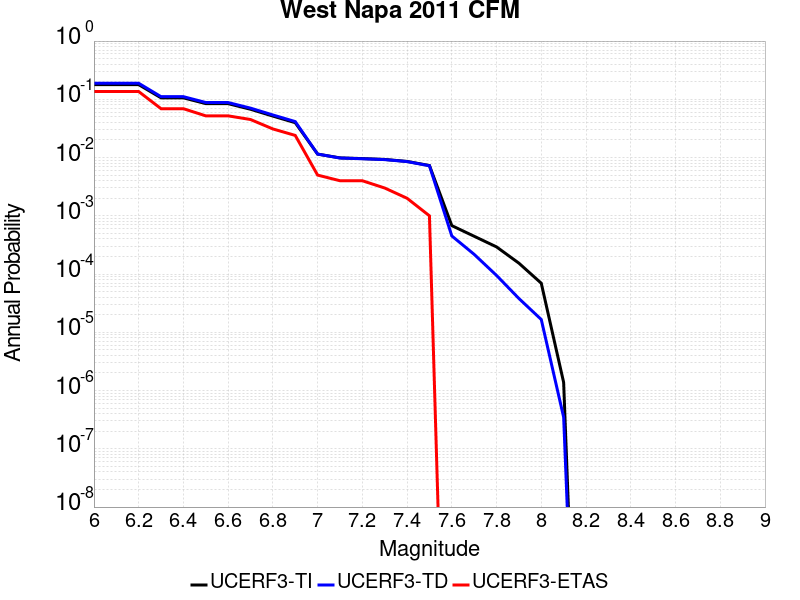 West Napa 2011 CFM
10^0
10^-1
10^-2
10^-3
10^-4
10^-5
10^-6
10^-7
10^-8
Annual Probability
6 6.2 6.4 6.6 6.8 7 7.2 7.4 7.6 7.8 8 8.2 8.4 8.6 8.8 9
Magnitude
UCERF3-TI UCERF3-TD UCERF3-ETAS